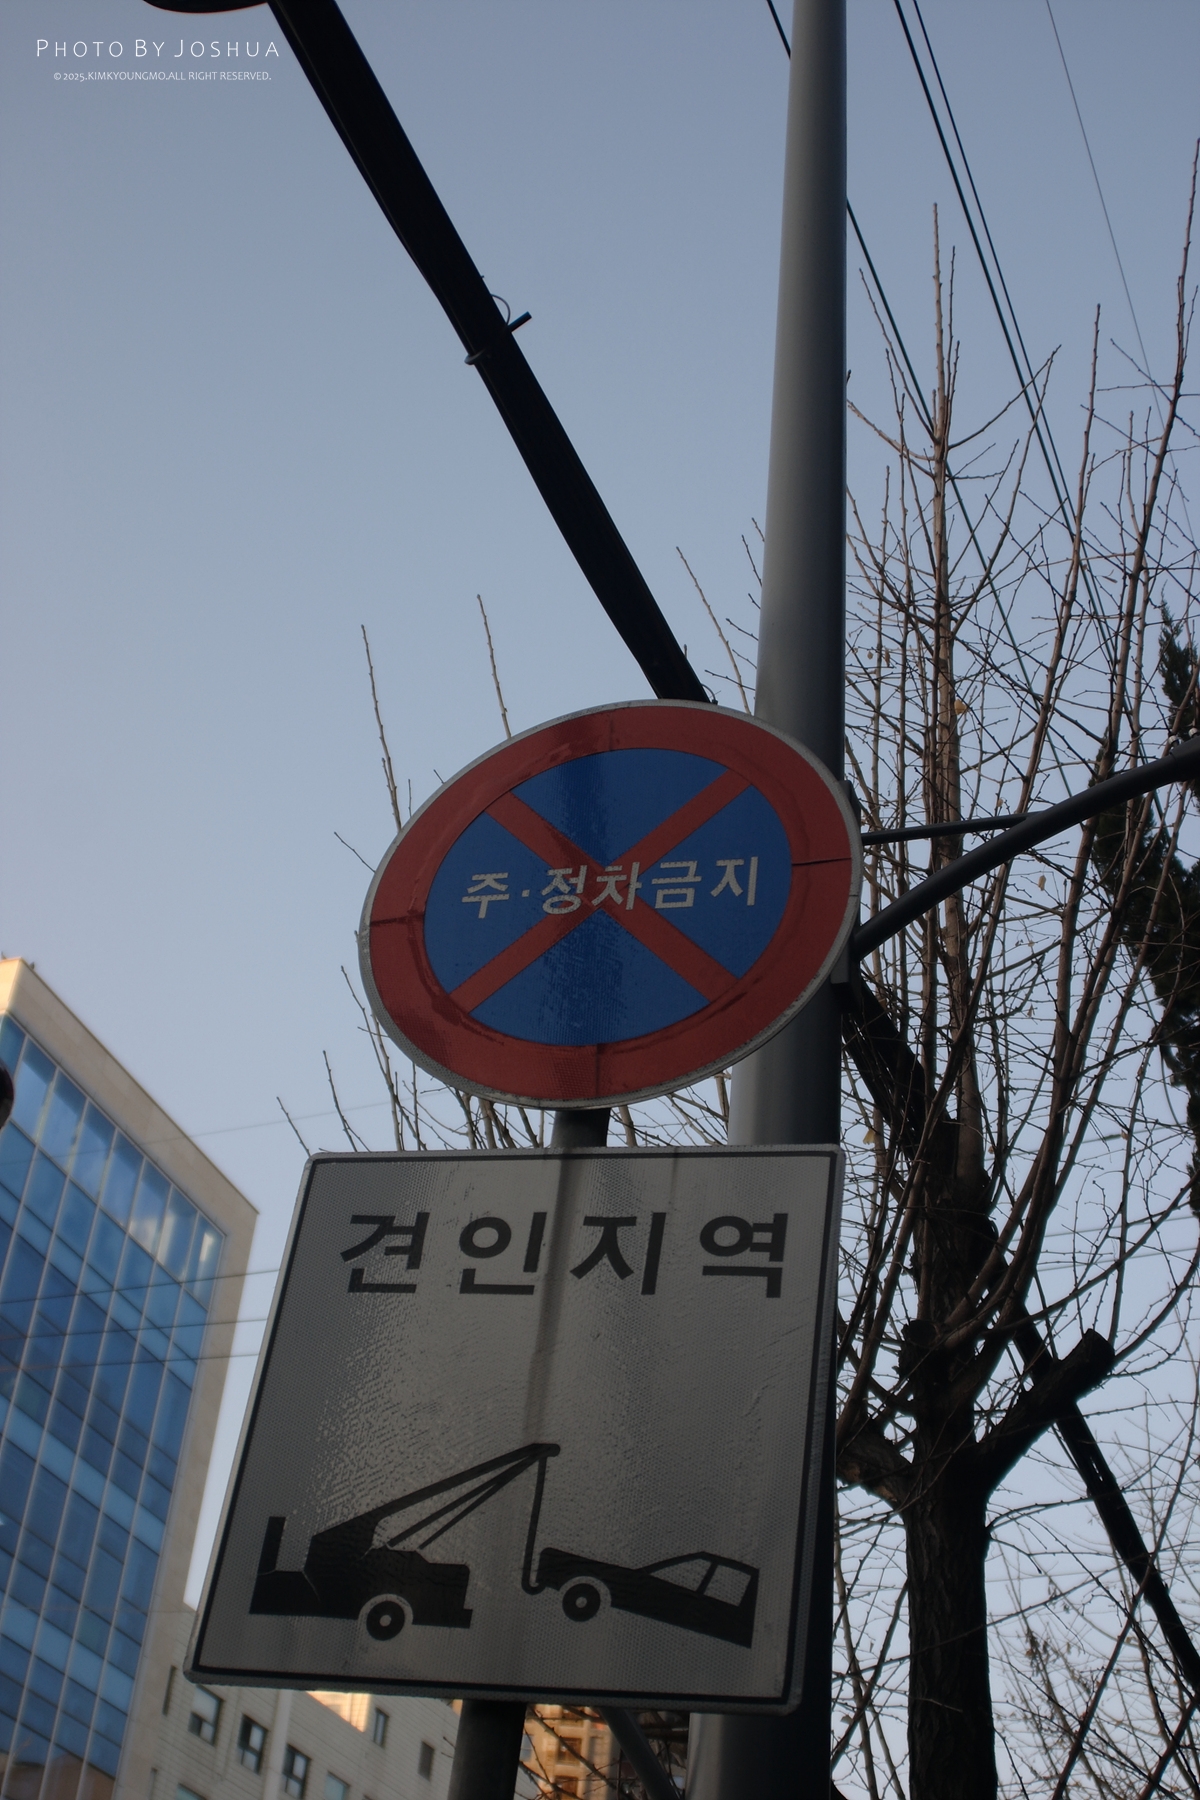 PHOTO BY JOSHUA
© 2025.KIMKYOUNGMO.ALL RIGHT RESERVED.
주·정차금지
견인지역